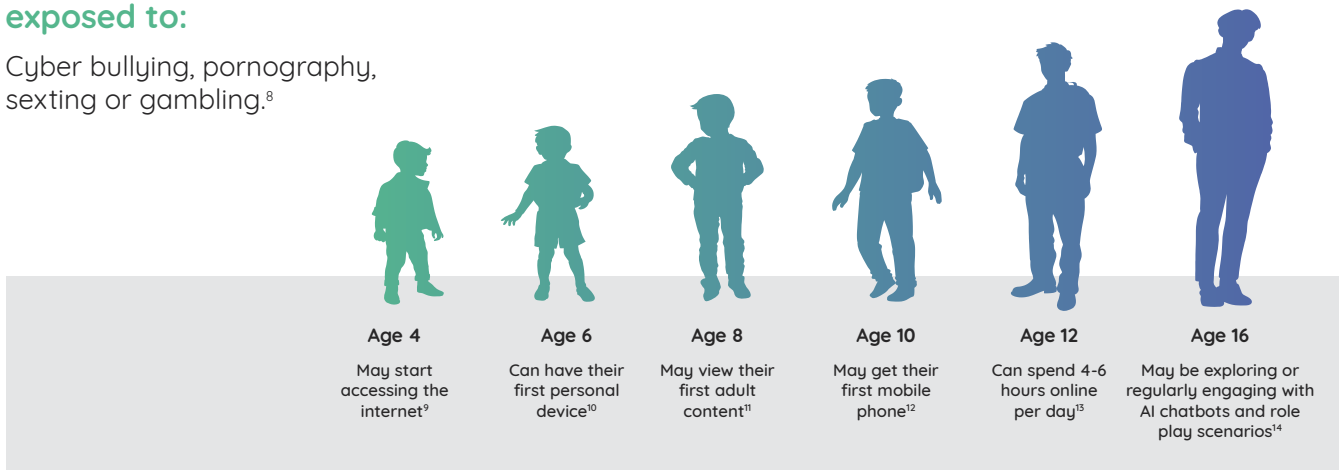 exposed to:
Cyber bullying, pornography,
sexting or gambling.⁸
Age 4
May start
accessing the
internet⁹
Age 6
Can have their
first personal
device¹⁰
Age 8
May view their
first adult
content¹¹
Age 10
May get their
first mobile
phone¹²
Age 12
Can spend 4-6
hours online
per day¹³
Age 16
May be exploring or
regularly engaging with
AI chatbots and role
play scenarios¹⁴